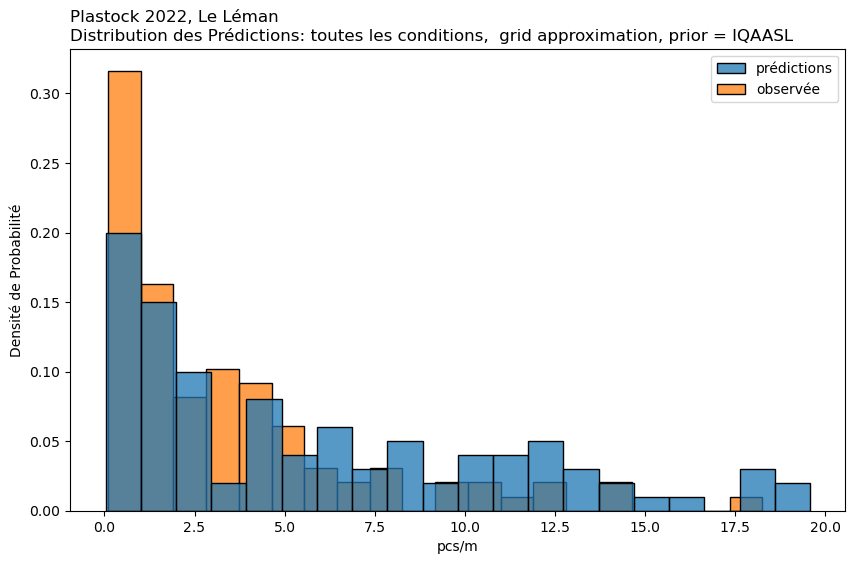 Plastock 2022, Le Léman
Distribution des Prédictions: toutes les conditions,  grid approximation, prior = IQAASL
prédictions
observée
Densité de Probabilité
0.30
0.25
0.20
0.15
0.10
0.05
0.00
0.0 2.5 5.0 7.5 10.0 12.5 15.0 17.5 20.0
pcs/m